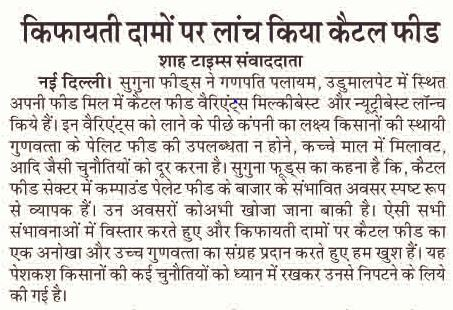 किफायती दामों पर लांच किया कैटल फीड
शाह टाइम्स संवाददाता
नई दिल्ली। सुगुना फीड्स ने गणपति पलायम, उडुमालपेट में स्थित
अपनी फीड मिल में कैटल फीड वैरिएंट्स मिल्कीबेस्ट और न्यूट्रीबेस्ट लॉन्च
किये हैं। इन वैरिएंट्स को लाने के पीछे कंपनी का लक्ष्य किसानों की स्थायी
गुणवत्ता के पेलिट फीड की उपलब्धता न होने, कच्चे माल में मिलावट,
आदि जैसी चुनौतियों को दूर करना है। सुगुना फूड्स का कहना है कि, कैटल
फीड सेक्टर में कम्पाउंड पेलेट फीड के बाजार के संभावित अवसर स्पष्ट रूप
से व्यापक हैं। उन अवसरों कोअभी खोजा जाना बाकी है। ऐसी सभी
संभावनाओं में विस्तार करते हुए और किफायती दामों पर कैटल फीड का
एक अनोखा और उच्च गुणवत्ता का संग्रह प्रदान करते हुए हम खुश हैं। यह
पेशकश किसानों की कई चुनौतियों को ध्यान में रखकर उनसे निपटने के लिये
की गई है।